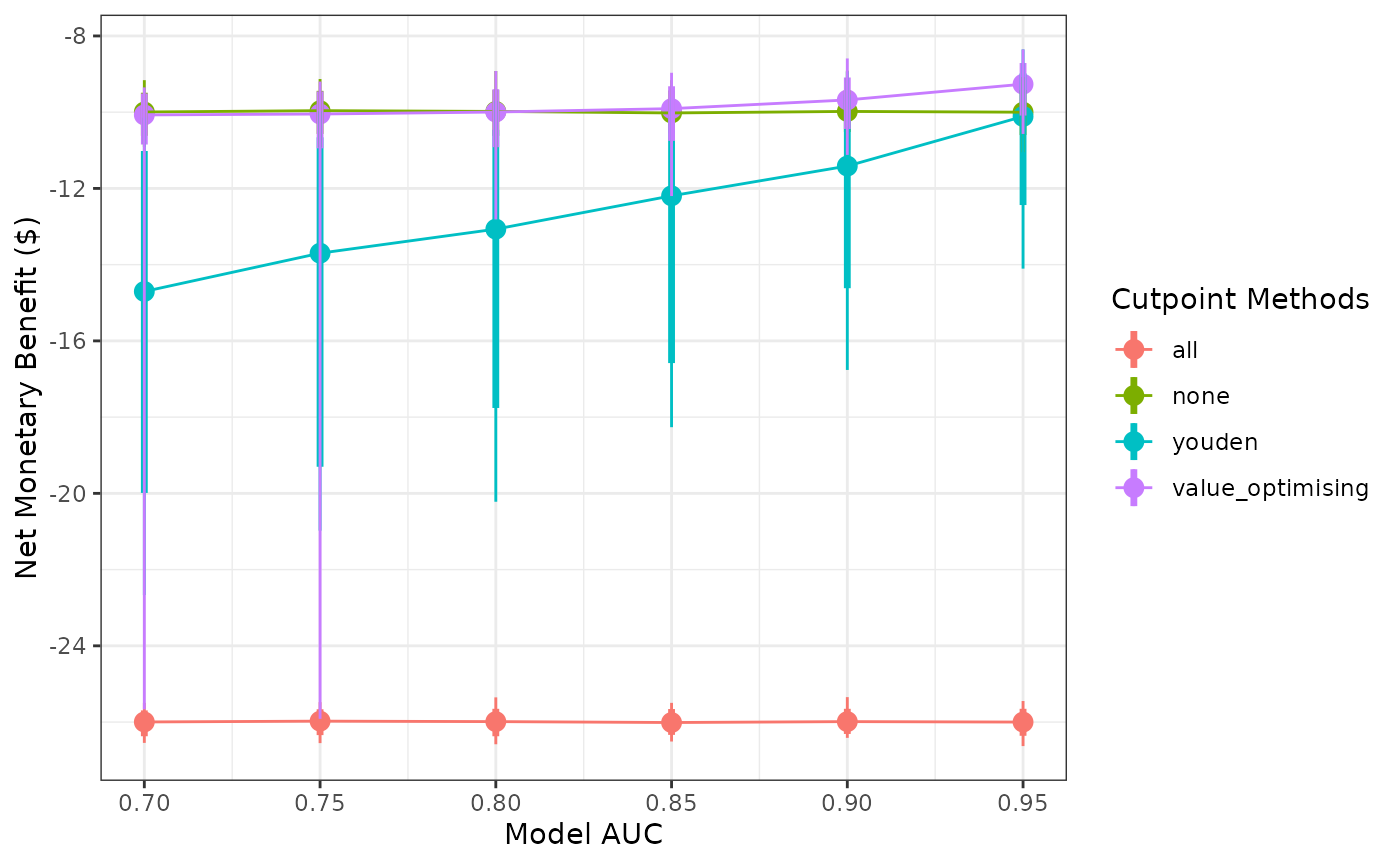 -8
-12
-16
-20
-24
Net Monetary Benefit ($)
0.70 0.75 0.80 0.85 0.90 0.95
Model AUC
Cutpoint Methods
all
none
youden
value_optimising